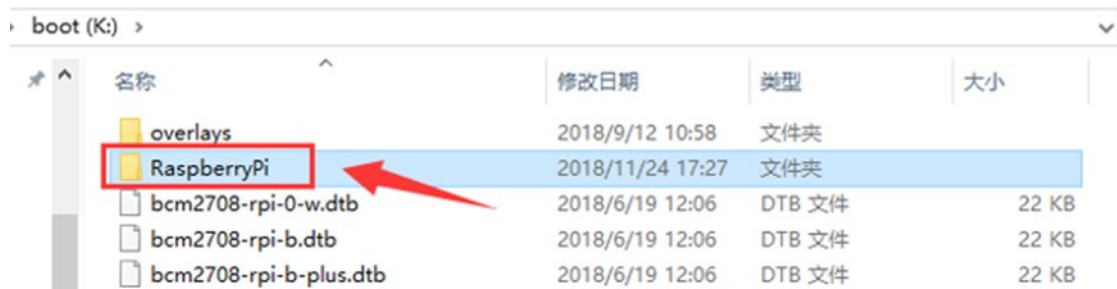 › boot (K:) ›
名称 修改日期 类型 大小
overlays 2018/9/12 10:58 文件夹
RaspberryPi 2018/11/24 17:27 文件夹
bcm2708-rpi-0-w.dtb 2018/6/19 12:06 DTB 文件 22 KB
bcm2708-rpi-b.dtb 2018/6/19 12:06 DTB 文件 22 KB
bcm2708-rpi-b-plus.dtb 2018/6/19 12:06 DTB 文件 22 KB